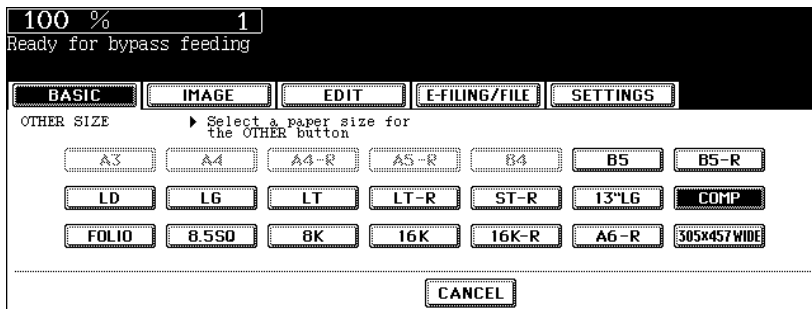 100 % 1
Ready for bypass feeding
BASIC IMAGE EDIT E-FILING/FILE SETTINGS
OTHER SIZE ▶ Select a paper size for
the OTHER button
A3 A4 A4-R A5-R B4 B5 B5-R
LD LG LT LT-R ST-R 13"LG COMP
FOLIO 8.5SQ 8K 16K 16K-R A6-R 305X457 WIDE
CANCEL